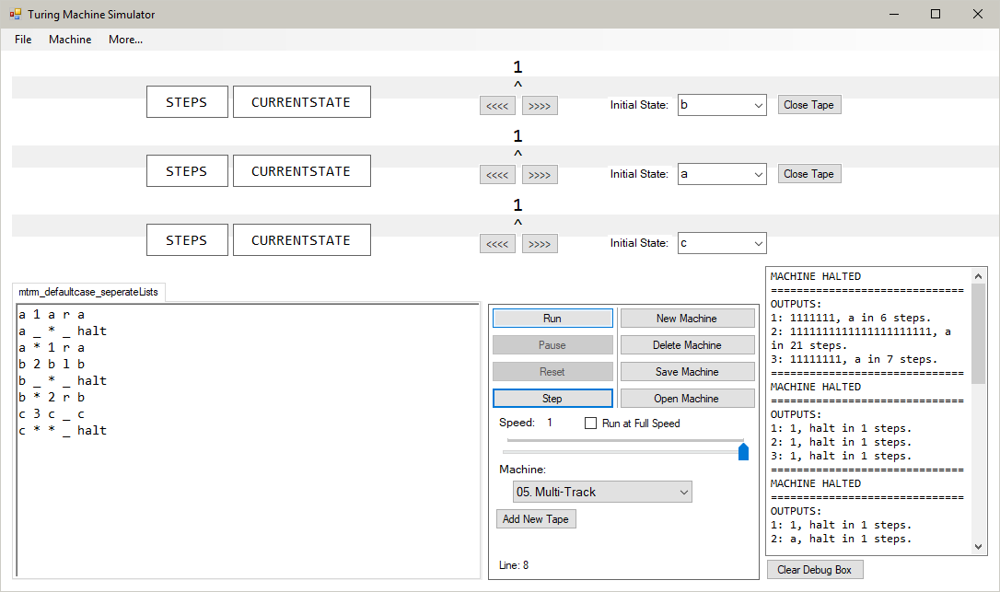 Turing Machine Simulator
File Machine More...
1
^
STEPS CURRENTSTATE <<<< >>>> Initial State: b Close Tape
1
^
STEPS CURRENTSTATE <<<< >>>> Initial State: a Close Tape
1
^
STEPS CURRENTSTATE <<<< >>>> Initial State: c
mtrm_defaultcase_seperateLists
a 1 a r a
a _ * _ halt
a * 1 r a
b 2 b l b
b _ * _ halt
b * 2 r b
c 3 c _ c
c * * _ halt
Run New Machine
Pause Delete Machine
Reset Save Machine
Step Open Machine
Speed: 1 Run at Full Speed
Machine:
05. Multi-Track
Add New Tape
Line: 8
MACHINE HALTED
==============================
OUTPUTS:
1: 1111111, a in 6 steps.
2: 1111111111111111111111, a
in 21 steps.
3: 11111111, a in 7 steps.
==============================
MACHINE HALTED
==============================
OUTPUTS:
1: 1, halt in 1 steps.
2: 1, halt in 1 steps.
3: 1, halt in 1 steps.
==============================
MACHINE HALTED
==============================
OUTPUTS:
1: 1, halt in 1 steps.
2: a, halt in 1 steps.
Clear Debug Box